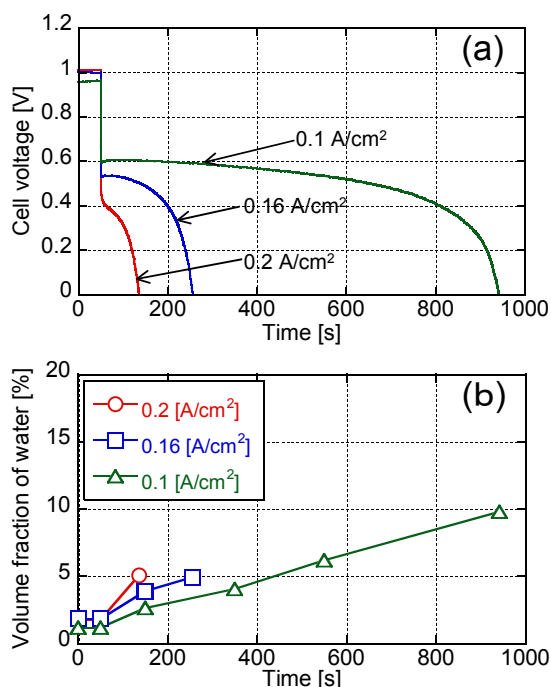 (a)
Cell voltage [V]
1.2
1
0.8
0.6
0.4
0.2
0
0.1 A/cm²
0.16 A/cm²
0.2 A/cm²
0 200 400 600 800 1000
Time [s]
(b)
Volume fraction of water [%]
20
15
10
5
0
0.2 [A/cm²]
0.16 [A/cm²]
0.1 [A/cm²]
0 200 400 600 800 1000
Time [s]